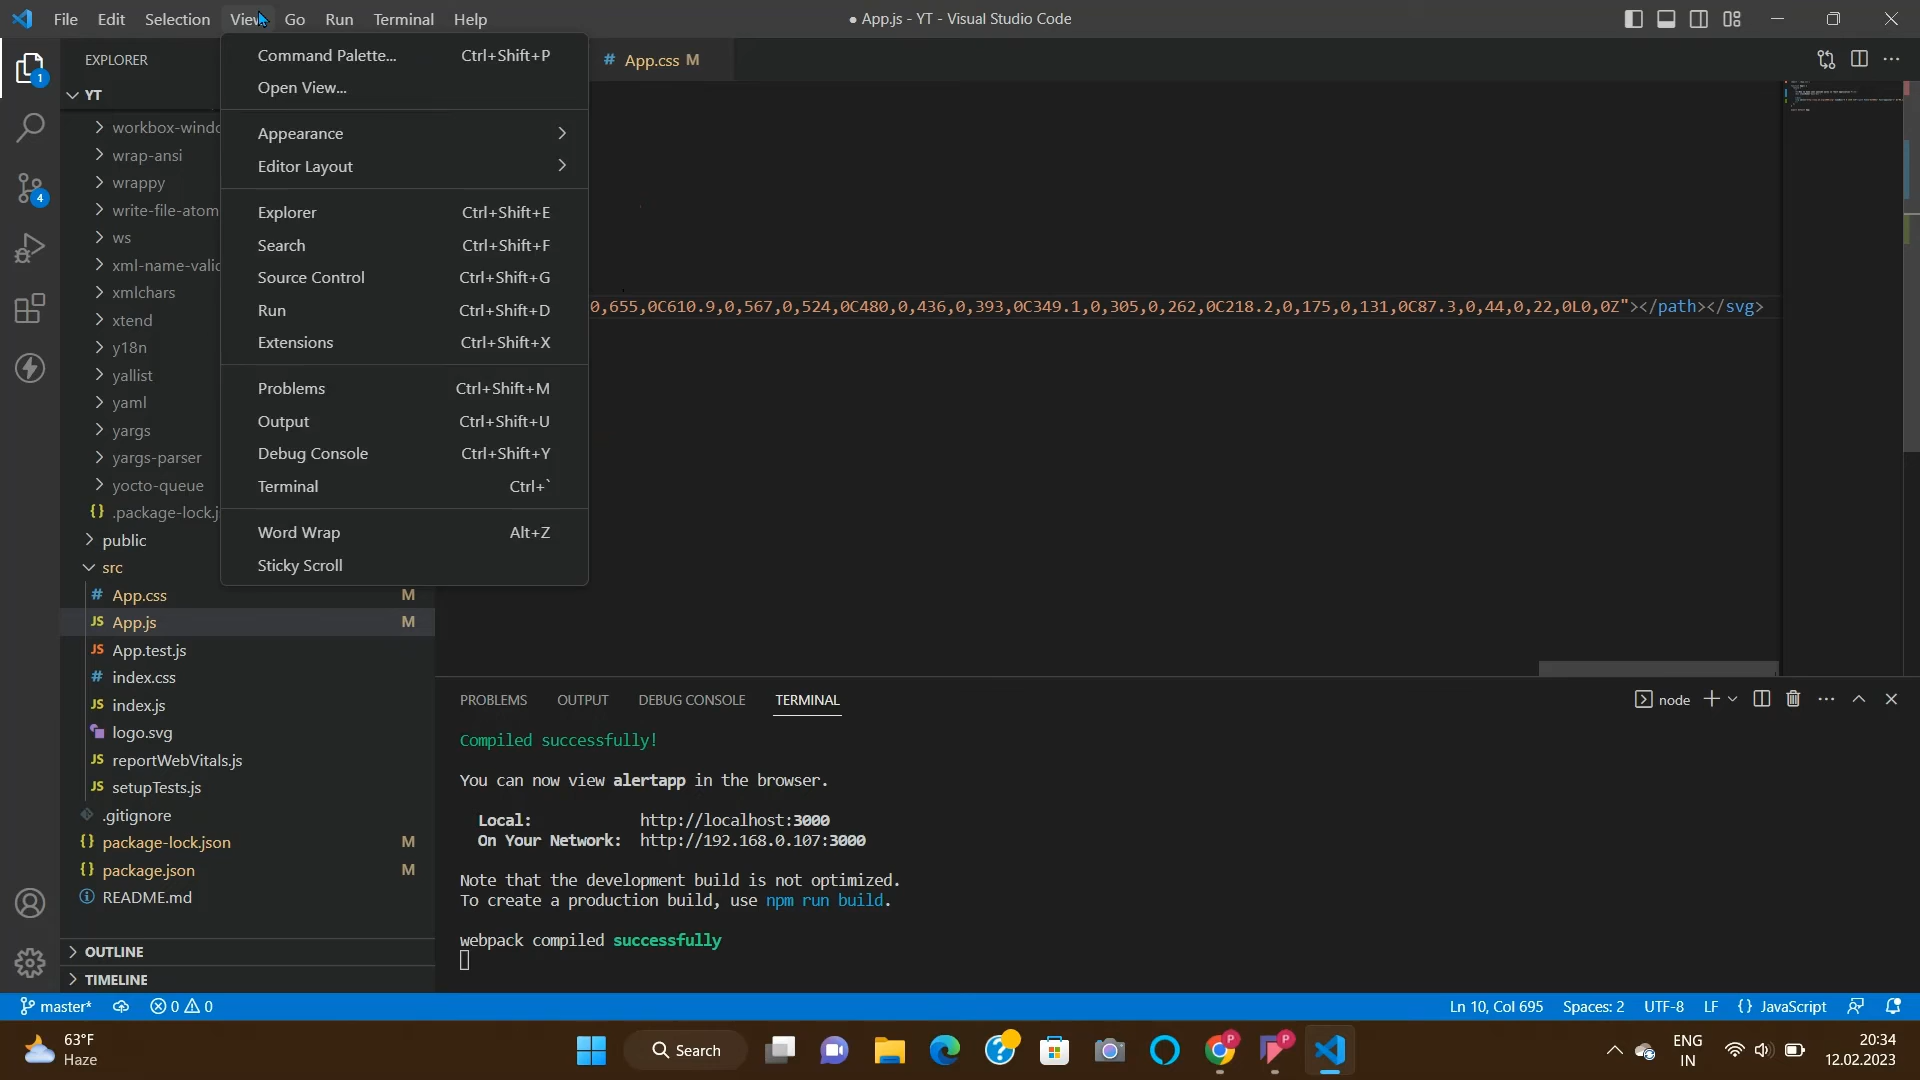 File Edit Selection View Go Run Terminal Help
● App.js - YT - Visual Studio Code
EXPLORER
1
YT
workbox-windo
wrap-ansi
wrappy
write-file-atom
ws
xml-name-valid
xmlchars
xtend
y18n
yallist
yaml
yargs
yargs-parser
yocto-queue
{} .package-lock.j
public
src
# App.css M
JS App.js M
JS App.test.js
# index.css
JS index.js
logo.svg
JS reportWebVitals.js
JS setupTests.js
.gitignore
{} package-lock.json M
{} package.json M
README.md
OUTLINE
TIMELINE
4
Command Palette... Ctrl+Shift+P
Open View...
Appearance
Editor Layout
Explorer Ctrl+Shift+E
Search Ctrl+Shift+F
Source Control Ctrl+Shift+G
Run Ctrl+Shift+D
Extensions Ctrl+Shift+X
Problems Ctrl+Shift+M
Output Ctrl+Shift+U
Debug Console Ctrl+Shift+Y
Terminal Ctrl+`
Word Wrap Alt+Z
Sticky Scroll
# App.css M
0,655,0C610.9,0,567,0,524,0C480,0,436,0,393,0C349.1,0,305,0,262,0C218.2,0,175,0,131,0C87.3,0,44,0,22,0L0,0Z"></path></svg>
PROBLEMS OUTPUT DEBUG CONSOLE TERMINAL
node
Compiled successfully!
You can now view alertapp in the browser.
Local: http://localhost:3000
On Your Network: http://192.168.0.107:3000
Note that the development build is not optimized.
To create a production build, use npm run build.
webpack compiled successfully
master* 0 0
Ln 10, Col 695 Spaces: 2 UTF-8 LF {} JavaScript
63°F
Haze
Search
P
P
ENG
IN
20:34
12.02.2023